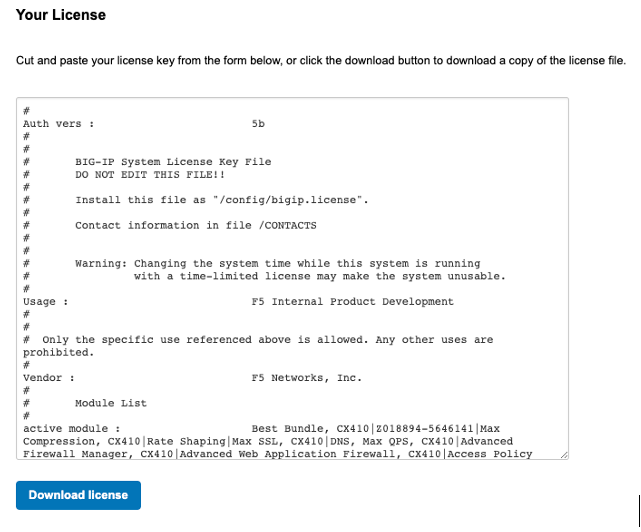 Your License
Cut and paste your license key from the form below, or click the download button to download a copy of the license file.
#
Auth vers : 5b
#
#
# BIG-IP System License Key File
# DO NOT EDIT THIS FILE!!
#
# Install this file as "/config/bigip.license".
#
# Contact information in file /CONTACTS
#
#
# Warning: Changing the system time while this system is running
# with a time-limited license may make the system unusable.
#
Usage : F5 Internal Product Development
#
#
# Only the specific use referenced above is allowed. Any other uses are
prohibited.
#
Vendor : F5 Networks, Inc.
#
# Module List
#
active module : Best Bundle, CX410|Z018894-5646141|Max
Compression, CX410|Rate Shaping|Max SSL, CX410|DNS, Max QPS, CX410|Advanced
Firewall Manager, CX410|Advanced Web Application Firewall, CX410|Access Policy
Download license